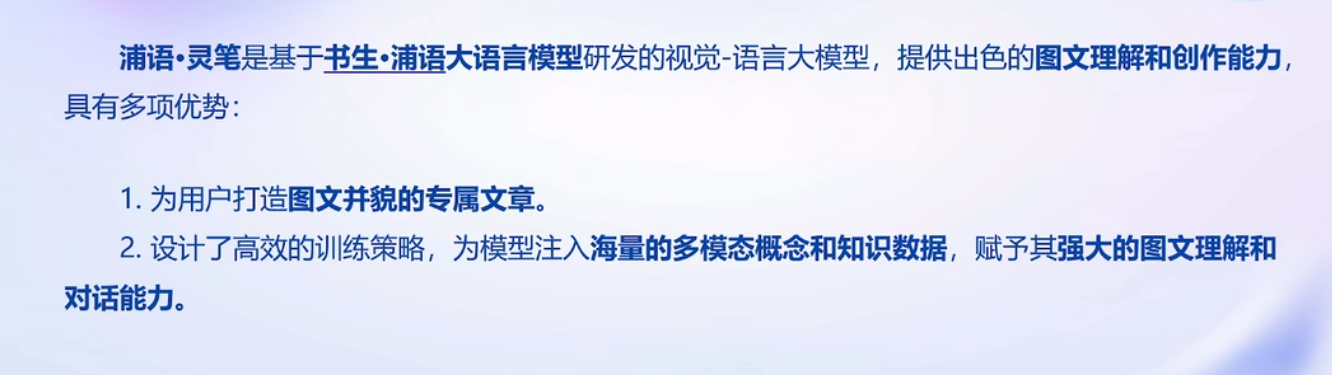 浦语•灵笔是基于书生•浦语大语言模型研发的视觉-语言大模型，提供出色的图文理解和创作能力，
具有多项优势：
1. 为用户打造图文并貌的专属文章。
2. 设计了高效的训练策略，为模型注入海量的多模态概念和知识数据，赋予其强大的图文理解和
对话能力。